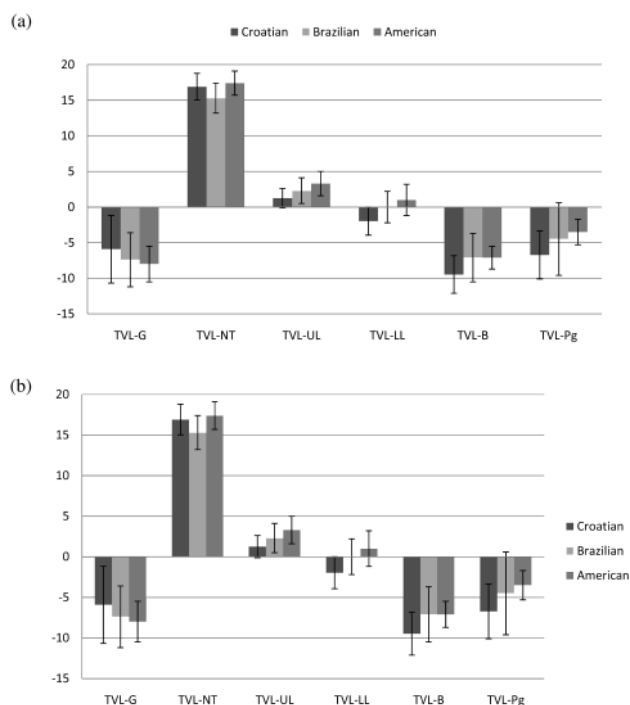 (a)
Croatian Brazilian American
20
15
10
5
0
-5
-10
-15
TVL-G TVL-NT TVL-UL TVL-LL TVL-B TVL-Pg
(b)
20
15
10
5
0
-5
-10
-15
Croatian
Brazilian
American
TVL-G TVL-NT TVL-UL TVL-LL TVL-B TVL-Pg